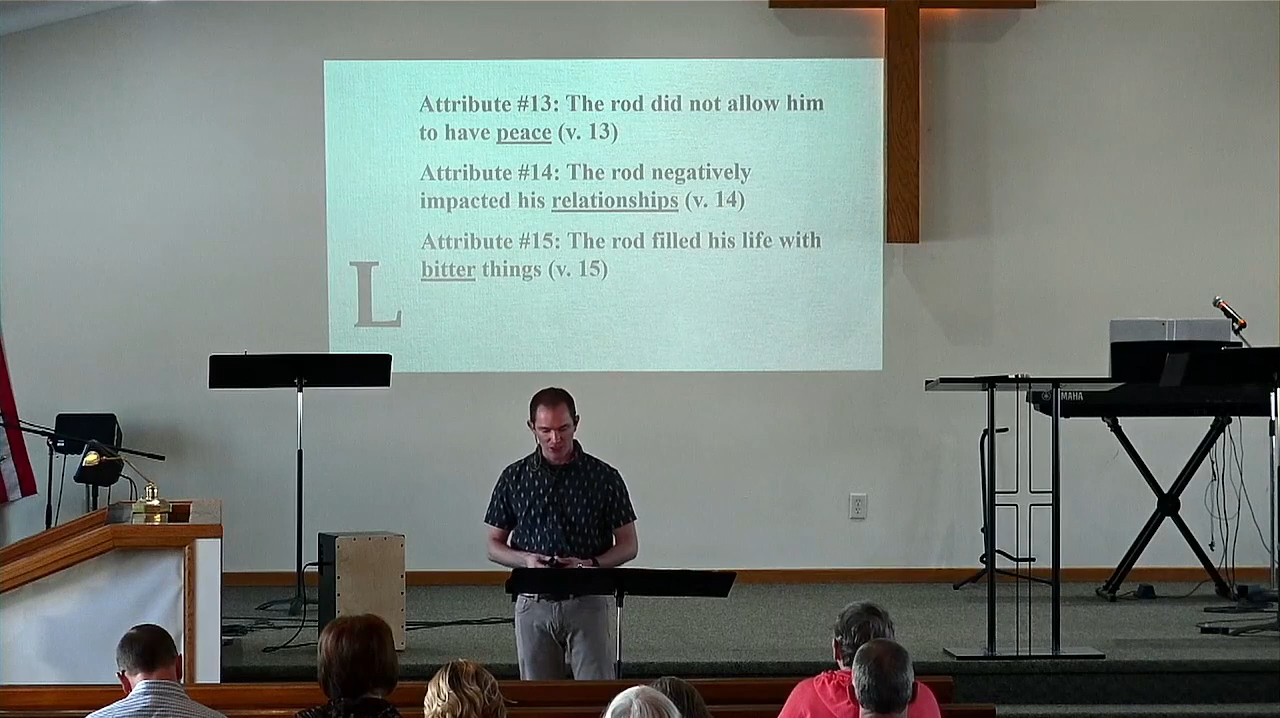 Attribute #13: The rod did not allow him
to have peace (v. 13)
Attribute #14: The rod negatively
impacted his relationships (v. 14)
Attribute #15: The rod filled his life with
bitter things (v. 15)
L
MAHA